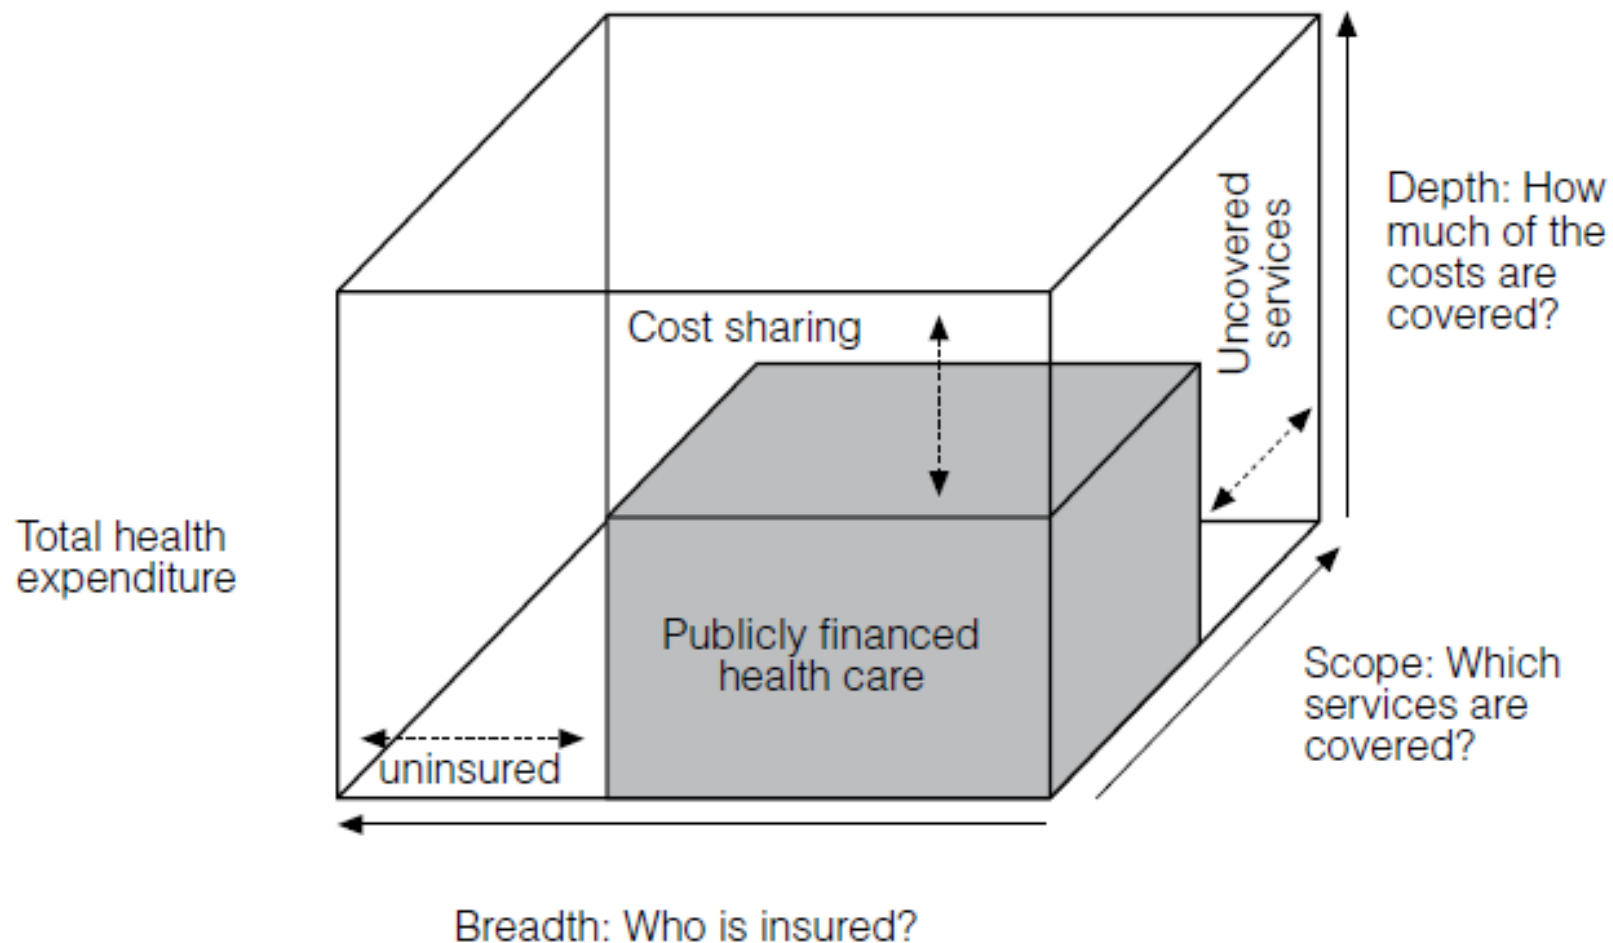 Depth: How
much of the
costs are
covered?
Uncovered
services
Cost sharing
Total health
expenditure
Publicly financed
health care
Scope: Which
services are
covered?
uninsured
Breadth: Who is insured?